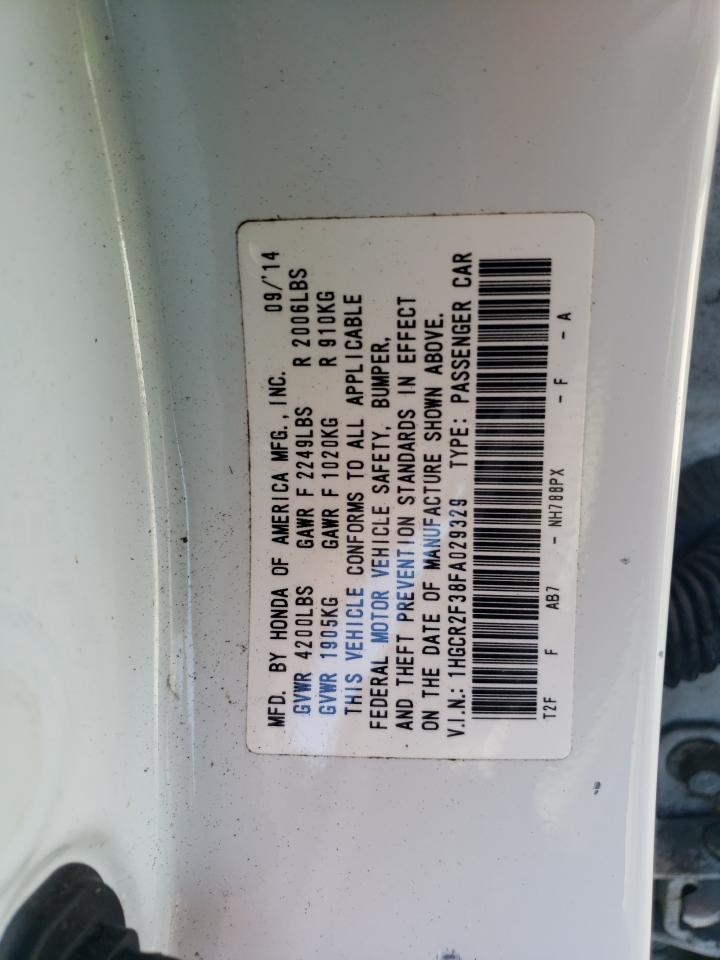 MFD. BY HONDA OF AMERICA MFG., INC. 09/'14
GVWR 4200LBS GAWR F 2249LBS R 2006LBS
GVWR 1905KG GAWR F 1020KG R 910KG
THIS VEHICLE CONFORMS TO ALL APPLICABLE
FEDERAL MOTOR VEHICLE SAFETY, BUMPER,
AND THEFT PREVENTION STANDARDS IN EFFECT
ON THE DATE OF MANUFACTURE SHOWN ABOVE.
V.I.N.: 1HGCR2F38FA029329 TYPE: PASSENGER CAR
T2F F AB7 - NH788PX - F - A